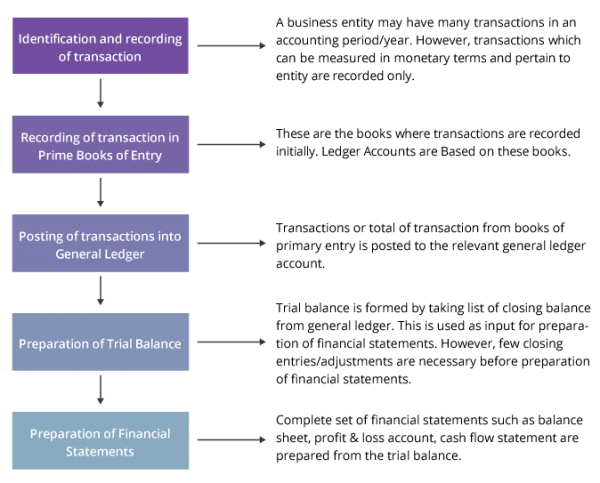 Identification and recording
of transaction
A business entity may have many transactions in an
accounting period/year. However, transactions which
can be measured in monetary terms and pertain to
entity are recorded only.
Recording of transaction in
Prime Books of Entry
These are the books where transactions are recorded
initially. Ledger Accounts are Based on these books.
Posting of transactions into
General Ledger
Transactions or total of transaction from books of
primary entry is posted to the relevant general ledger
account.
Preparation of Trial Balance
Trial balance is formed by taking list of closing balance
from general ledger. This is used as input for prepara-
tion of financial statements. However, few closing
entries/adjustments are necessary before preparation
of financial statements.
Preparation of Financial
Statements
Complete set of financial statements such as balance
sheet, profit & loss account, cash flow statement are
prepared from the trial balance.